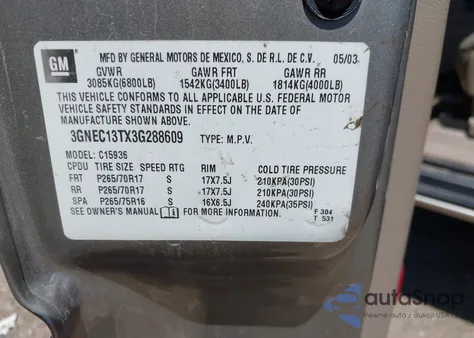 GM
MFD BY GENERAL MOTORS DE MEXICO, S. DE R.L. DE C.V. 05/03
GVWR GAWR FRT GAWR RR
3085KG(6800LB) 1542KG(3400LB) 1814KG(4000LB)
THIS VEHICLE CONFORMS TO ALL APPLICABLE U.S. FEDERAL MOTOR
VEHICLE SAFETY STANDARDS IN EFFECT ON THE DATE OF
MANUFACTURE SHOWN ABOVE.
3GNEC13TX3G288609 TYPE: M.P.V.
MODEL: C15936
CPDU TIRE SIZE SPEED RTG RIM COLD TIRE PRESSURE
FRT P265/70R17 S 17X7.5J 210KPA(30PSI)
RR P265/70R17 S 17X7.5J 210KPA(30PSI)
SPA P265/75R16 S 16X6.5J 240KPA(35PSI)
SEE OWNER'S MANUAL FOR MORE INFORMATION F 304
T 531
autoSnap
Pewne auto z aukcji USA